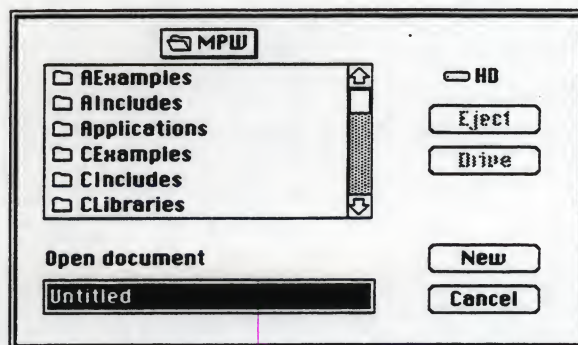 MPW
AExamples
AIncludes
Applications
CExamples
CIncludes
CLibraries
HD
Eject
Drive
Open document
Untitled
New
Cancel